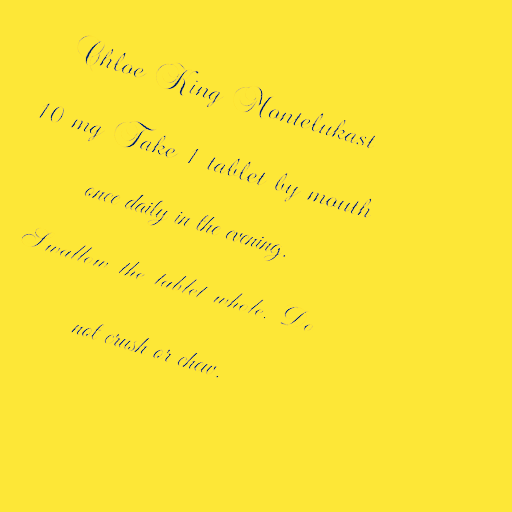 Chloe King Montelukast
10 mg Take 1 tablet by mouth
once daily in the evening.
Swallow the tablet whole. Do
not crush or chew.